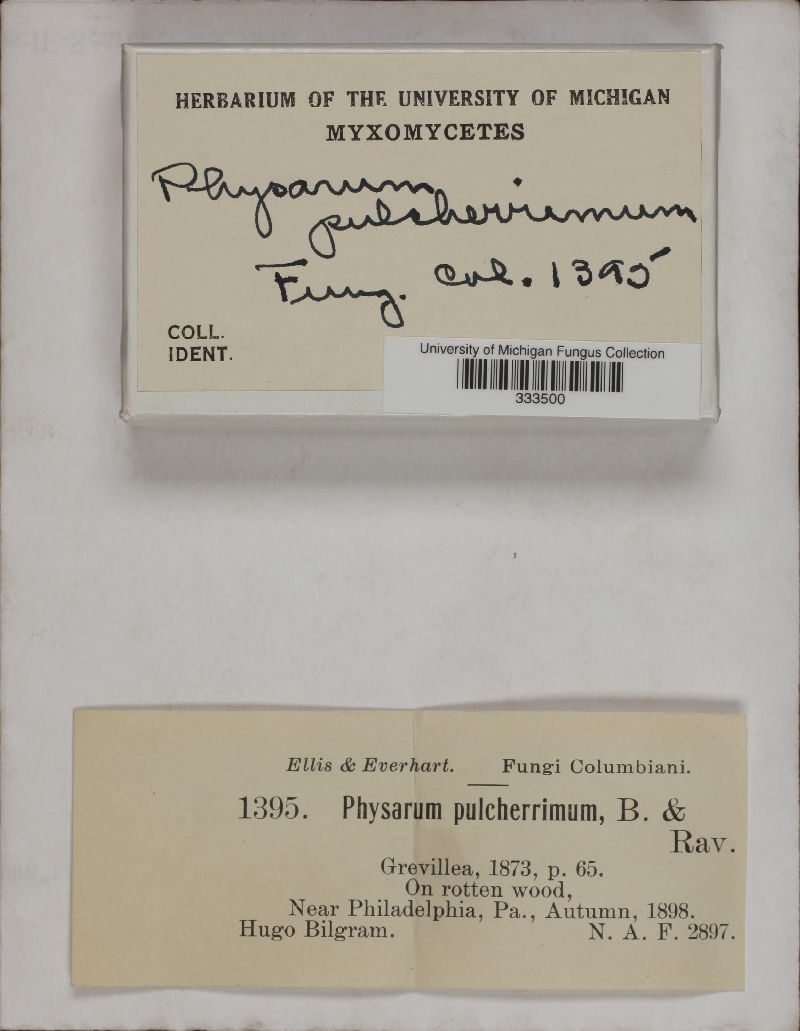 HERBARIUM OF THE UNIVERSITY OF MICHIGAN
MYXOMYCETES
Physarum
pulcherrimum
Fung. Col. 1395
COLL.
IDENT.
University of Michigan Fungus Collection
333500
Ellis & Everhart. Fungi Columbiani.
1395. Physarum pulcherrimum, B. &
Rav.
Grevillea, 1873, p. 65.
On rotten wood,
Near Philadelphia, Pa., Autumn, 1898.
Hugo Bilgram. N. A. F. 2897.